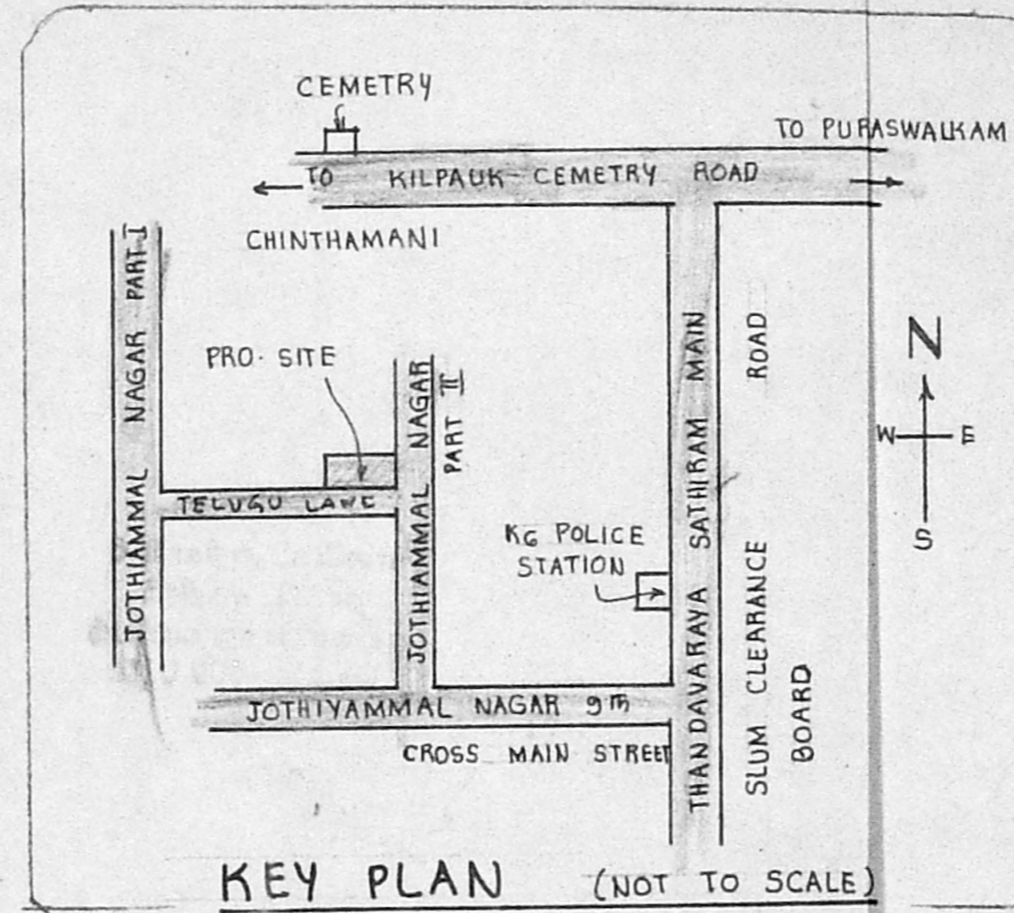 CEMETRY
TO PURASWALKAM
TO KILPAUK CEMETRY ROAD
CHINTHAMANI
JOTHIAMMAL NAGAR PART I
PRO. SITE
JOTHIAMMAL NAGAR
PART II
TELUGU LANE
THANDAVARAYA SATHIRAM MAIN
ROAD
SLUM CLEARANCE
BOARD
N
W E
S
K6 POLICE
STATION
JOTHIYAMMAL NAGAR 9Th
CROSS MAIN STREET
KEY PLAN (NOT TO SCALE)